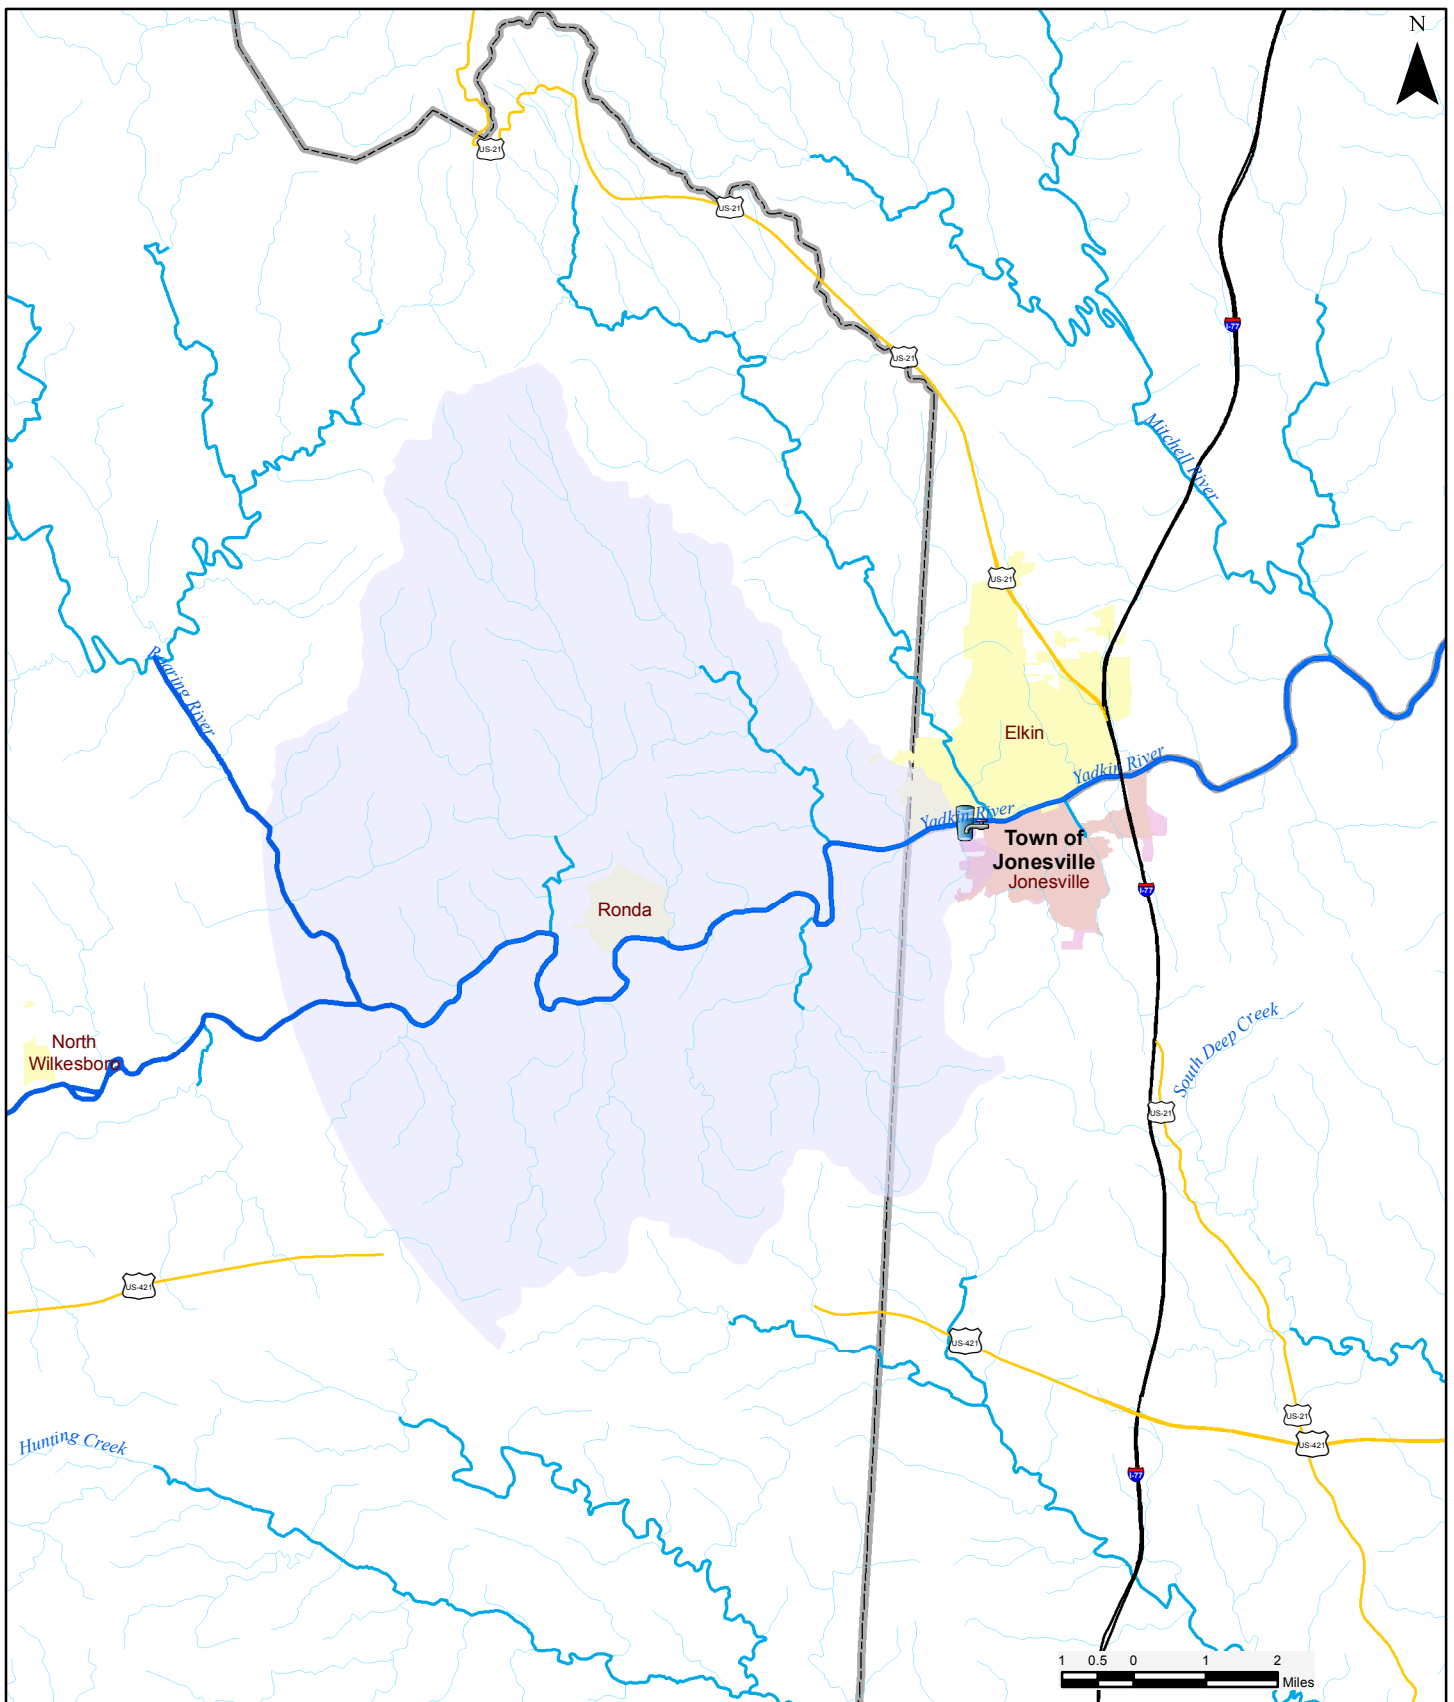 N
US-21
US-21
I-77
US-21
Mitchell River
US-21
Roaring River
Elkin
Yadkin River
Yadkin River
Town of
Jonesville
Jonesville
I-77
Ronda
North
Wilkesboro
South Deep Creek
US-21
US-421
US-421
US-21
US-421
Hunting Creek
I-77
1 0.5 0 1 2
Miles